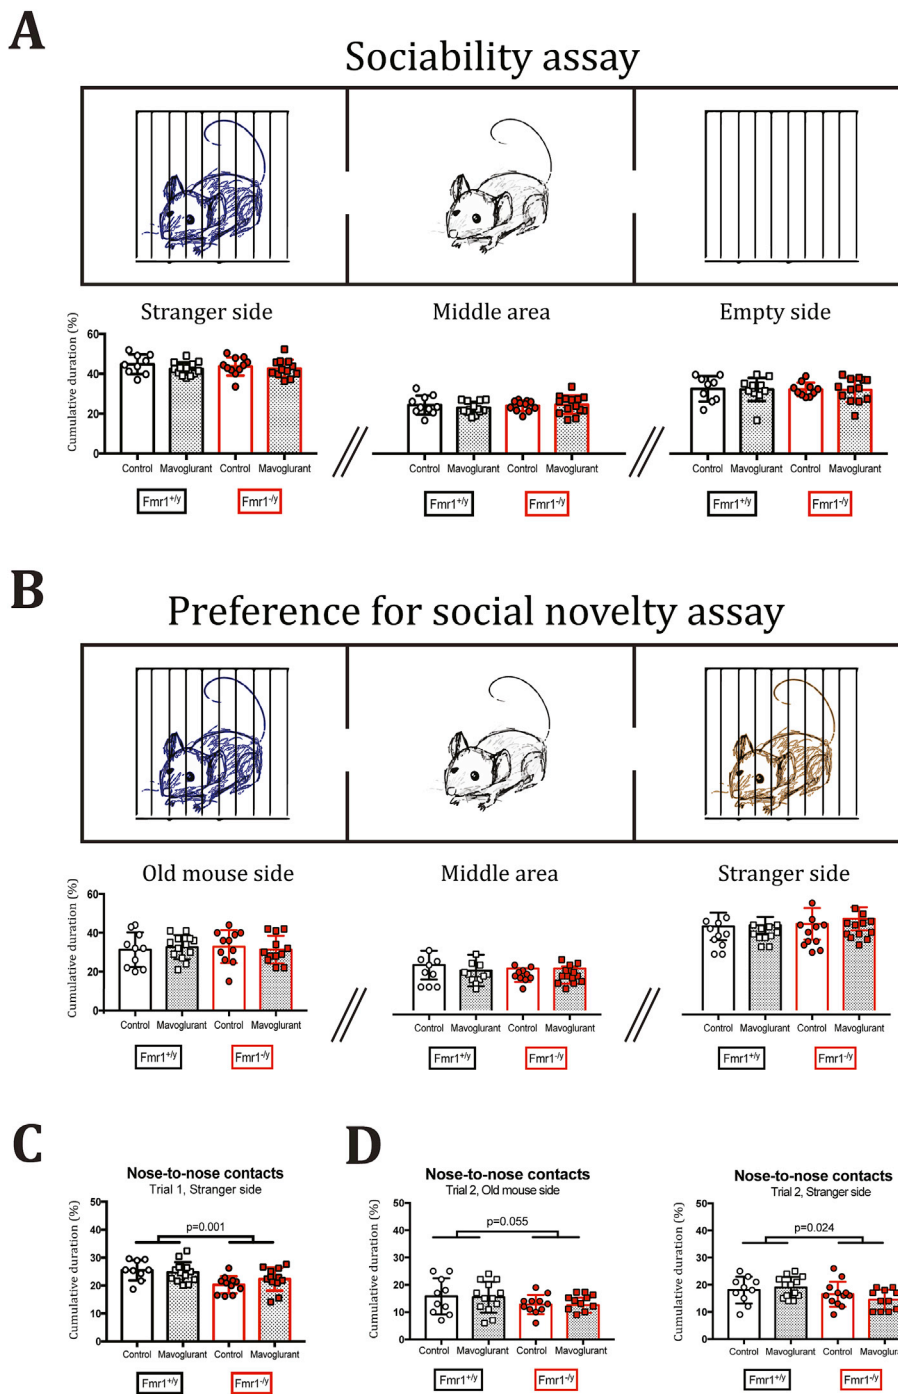 A
Sociability assay
Stranger side
Middle area
Empty side
Cumulative duration (%)
60
40
20
0
Control Mavoglurant Control Mavoglurant
Control Mavoglurant Control Mavoglurant
Control Mavoglurant Control Mavoglurant
Fmr1+/y Fmr1-/y
Fmr1+/y Fmr1-/y
Fmr1+/y Fmr1-/y
B
Preference for social novelty assay
Old mouse side
Middle area
Stranger side
Cumulative duration (%)
60
40
20
0
Control Mavoglurant Control Mavoglurant
Control Mavoglurant Control Mavoglurant
Control Mavoglurant Control Mavoglurant
Fmr1+/y Fmr1-/y
Fmr1+/y Fmr1-/y
Fmr1+/y Fmr1-/y
C
Nose-to-nose contacts
Trial 1, Stranger side
Cumulative duration (%)
50
40
30
20
10
0
p=0.001
Control Mavoglurant Control Mavoglurant
Fmr1+/y Fmr1-/y
D
Nose-to-nose contacts
Trial 2, Old mouse side
Cumulative duration (%)
50
40
30
20
10
0
p=0.055
Control Mavoglurant Control Mavoglurant
Fmr1+/y Fmr1-/y
Nose-to-nose contacts
Trial 2, Stranger side
Cumulative duration (%)
50
40
30
20
10
0
p=0.024
Control Mavoglurant Control Mavoglura
Fmr1+/y Fmr1-/y